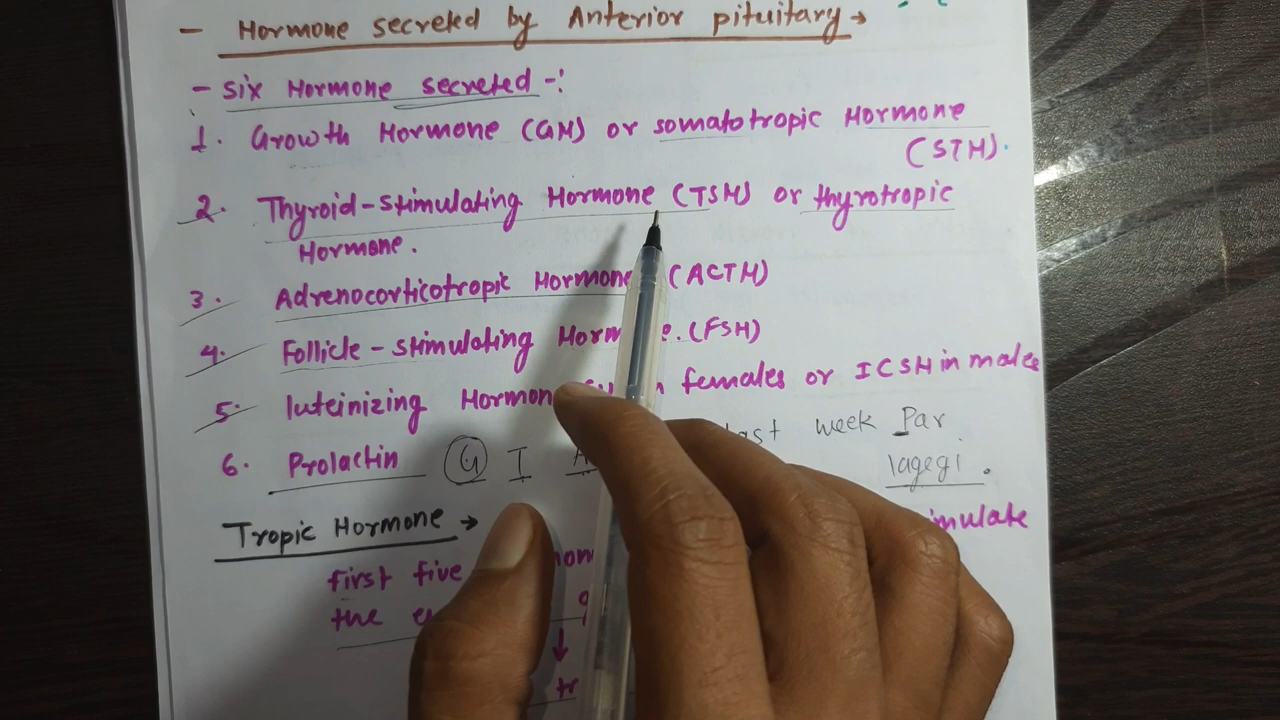 - Hormone secreted by Anterior pituitary →
- Six Hormone secreted -:
1. Growth Hormone (GH) or somatotropic Hormone
(STH).
2. Thyroid-stimulating Hormone (TSH) or thyrotropic
Hormone.
3. Adrenocorticotropic Hormone (ACTH)
4. Follicle-stimulating Hormone. (FSH)
5. luteinizing Hormone females or ICSH in males
6. Prolactin G I last week Par
lagegi.
Tropic Hormone →
first five
the
↓